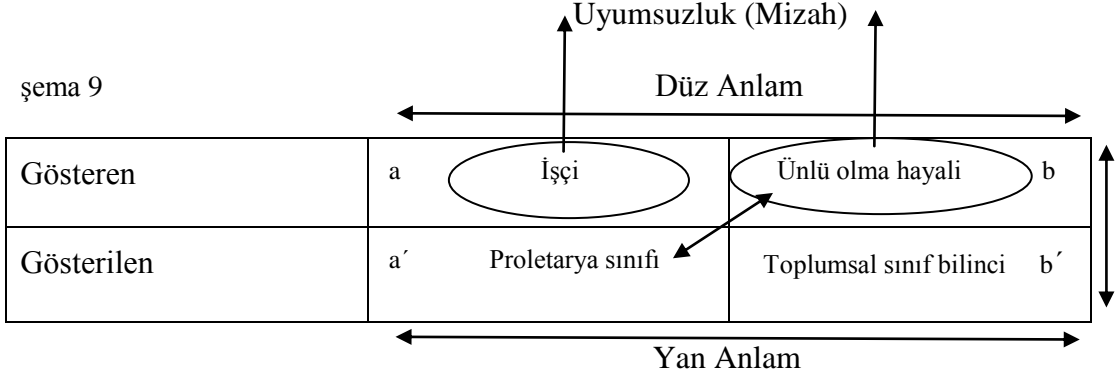 Uyumsuzluk (Mizah)
şema 9
Düz Anlam
Gösteren a İşçi Ünlü olma hayali b
Gösterilen a´ Proletarya sınıfı Toplumsal sınıf bilinci b´
Yan Anlam